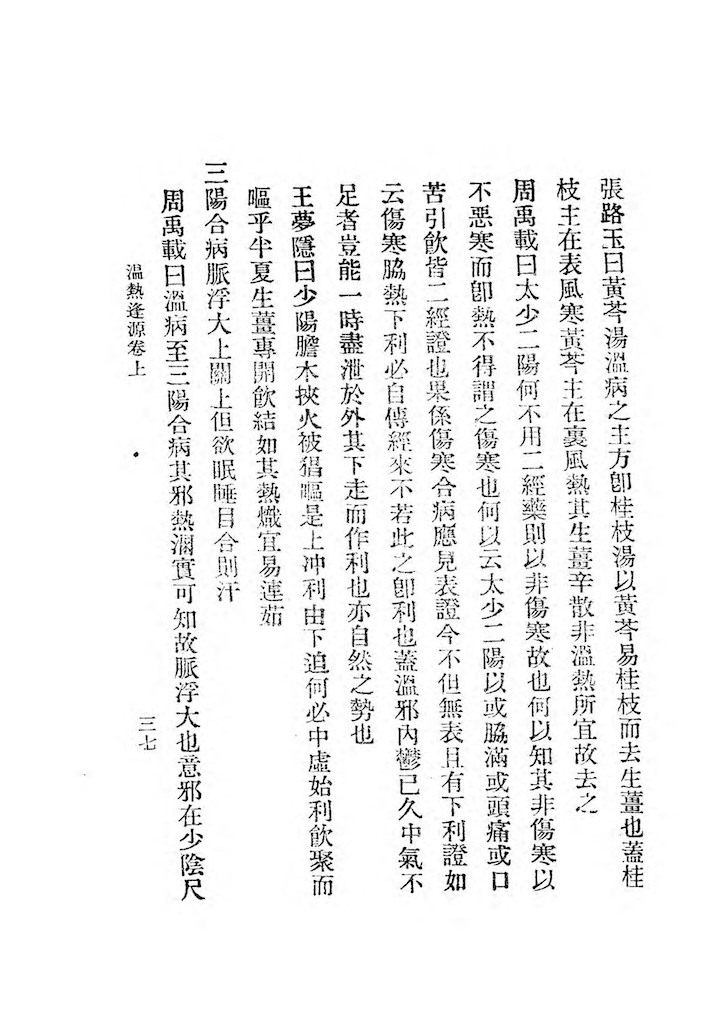 張路玉曰黃芩湯溫病之主方卽桂枝湯以黃芩易桂枝而去生薑也蓋桂
枝主在表風寒黃芩主在裏風熱其生薑辛散非溫熱所宜故去之
周禹載曰太少二陽何不用二經藥則以非傷寒故也何以知其非傷寒以
不惡寒而卽熱不得謂之傷寒也何以云太少二陽以或脇滿或頭痛或口
苦引飮皆二經證也果係傷寒合病應見表證今不但無表且有下利證如
云傷寒脇熱下利必自傳經來不若此之卽利也蓋溫邪內鬱已久中氣不
足者豈能一時盡泄於外其下走而作利也亦自然之勢也
王夢隱曰少陽膽木挾火被猖嘔是上冲利由下迫何必中虛始利飮聚而
嘔乎半夏生薑專開飮結如其熱熾宜易連茹
三陽合病脈浮大上關上但欲眠睡目合則汗
周禹載曰溫病至三陽合病其邪熱溷實可知故脈浮大也意邪在少陰尺
溫熱逢源卷上
三七